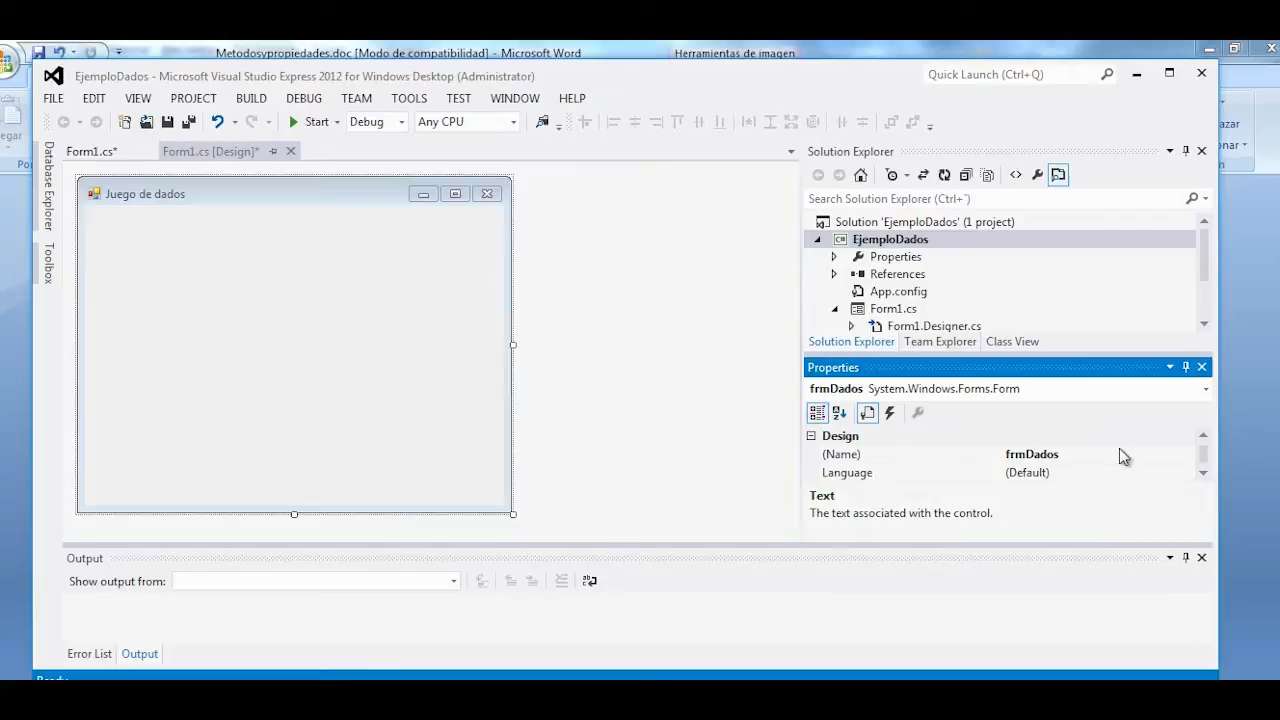 Metodosypropiedades.doc [Modo de compatibilidad] - Microsoft Word
Herramientas de imagen
EjemploDados - Microsoft Visual Studio Express 2012 for Windows Desktop (Administrator)
Quick Launch (Ctrl+Q)
FILE EDIT VIEW PROJECT BUILD DEBUG TEAM TOOLS TEST WINDOW HELP
Start Debug Any CPU
Form1.cs* Form1.cs [Design]*
Database Explorer
Toolbox
Juego de dados
Solution Explorer
Search Solution Explorer (Ctrl+´)
Solution 'EjemploDados' (1 project)
EjemploDados
Properties
References
App.config
Form1.cs
Form1.Designer.cs
Solution Explorer Team Explorer Class View
Properties
frmDados System.Windows.Forms.Form
Design
(Name) frmDados
Language (Default)
Text
The text associated with the control.
Output
Show output from:
Error List Output